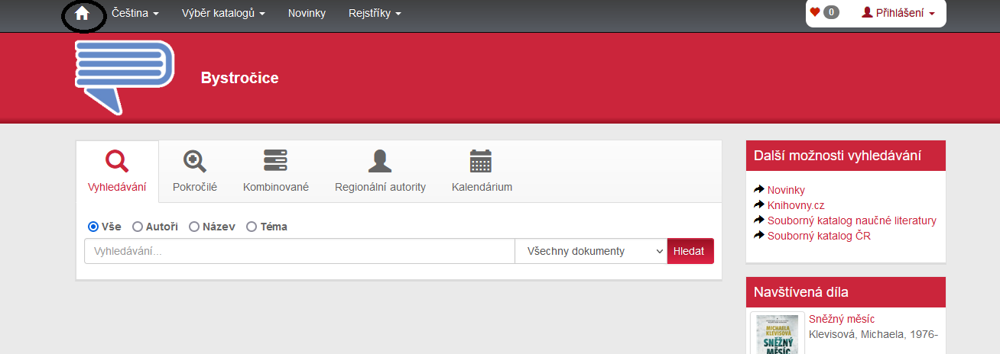 Čeština Výběr katalogů Novinky Rejstříky 0 Přihlášení
Bystročice
Vyhledávání Pokročilé Kombinované Regionální autority Kalendárium
Vše Autoři Název Téma
Vyhledávání... Všechny dokumenty Hledat
Další možnosti vyhledávání
Novinky
Knihovny.cz
Souborný katalog naučné literatury
Souborný katalog ČR
Navštívená díla
Sněžný měsíc
Klevisová, Michaela, 1976-
MICHAELA
KLEVISOVÁ
SNĚŽNÝ
MĚSÍC